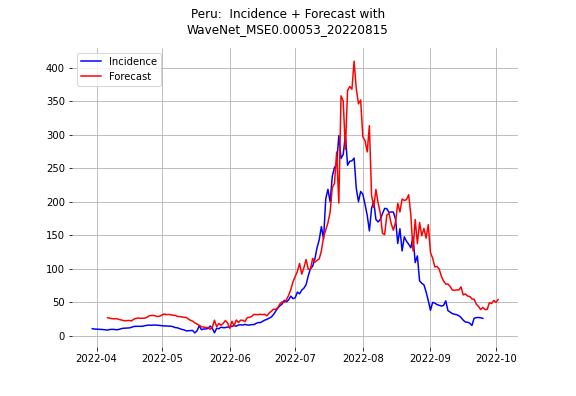 Peru:  Incidence + Forecast with
WaveNet_MSE0.00053_20220815
Incidence
Forecast
400
350
300
250
200
150
100
50
0
2022-04 2022-05 2022-06 2022-07 2022-08 2022-09 2022-10